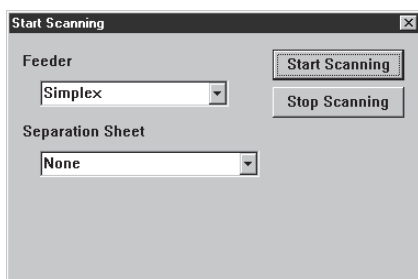 Start Scanning
Feeder
Simplex
Start Scanning
Stop Scanning
Separation Sheet
None